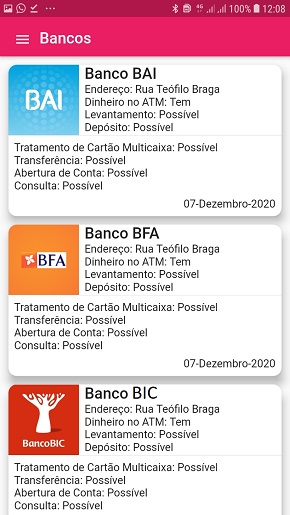 100% 12:08
Bancos
BAI
Banco BAI
Endereço: Rua Teófilo Braga
Dinheiro no ATM: Tem
Levantamento: Possível
Depósito: Possível
Tratamento de Cartão Multicaixa: Possível
Transferência: Possível
Abertura de Conta: Possível
Consulta: Possível
07-Dezembro-2020
BFA
Banco BFA
Endereço: Rua Teófilo Braga
Dinheiro no ATM: Tem
Levantamento: Possível
Depósito: Possível
Tratamento de Cartão Multicaixa: Possível
Transferência: Possível
Abertura de Conta: Possível
Consulta: Possível
07-Dezembro-2020
BancoBIC
Banco BIC
Endereço: Rua Teófilo Braga
Dinheiro no ATM: Tem
Levantamento: Possível
Depósito: Possível
Tratamento de Cartão Multicaixa: Possível
Transferência: Possível
Abertura de Conta: Possível
Consulta: Possível